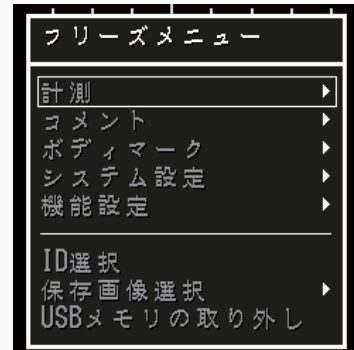 フリーズメニュー
計測
コメント
ボディマーク
システム設定
機能設定
ID選択
保存画像選択
USBメモリの取り外し